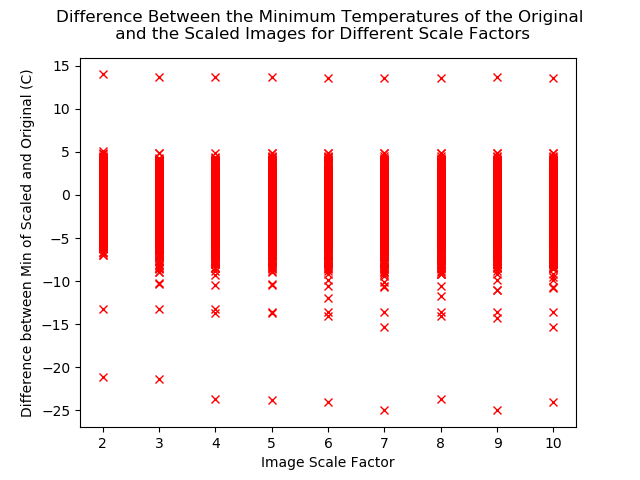 Difference Between the Minimum Temperatures of the Original
and the Scaled Images for Different Scale Factors
Difference between Min of Scaled and Original (C)
15
10
5
0
−5
−10
−15
−20
−25
2 3 4 5 6 7 8 9 10
Image Scale Factor